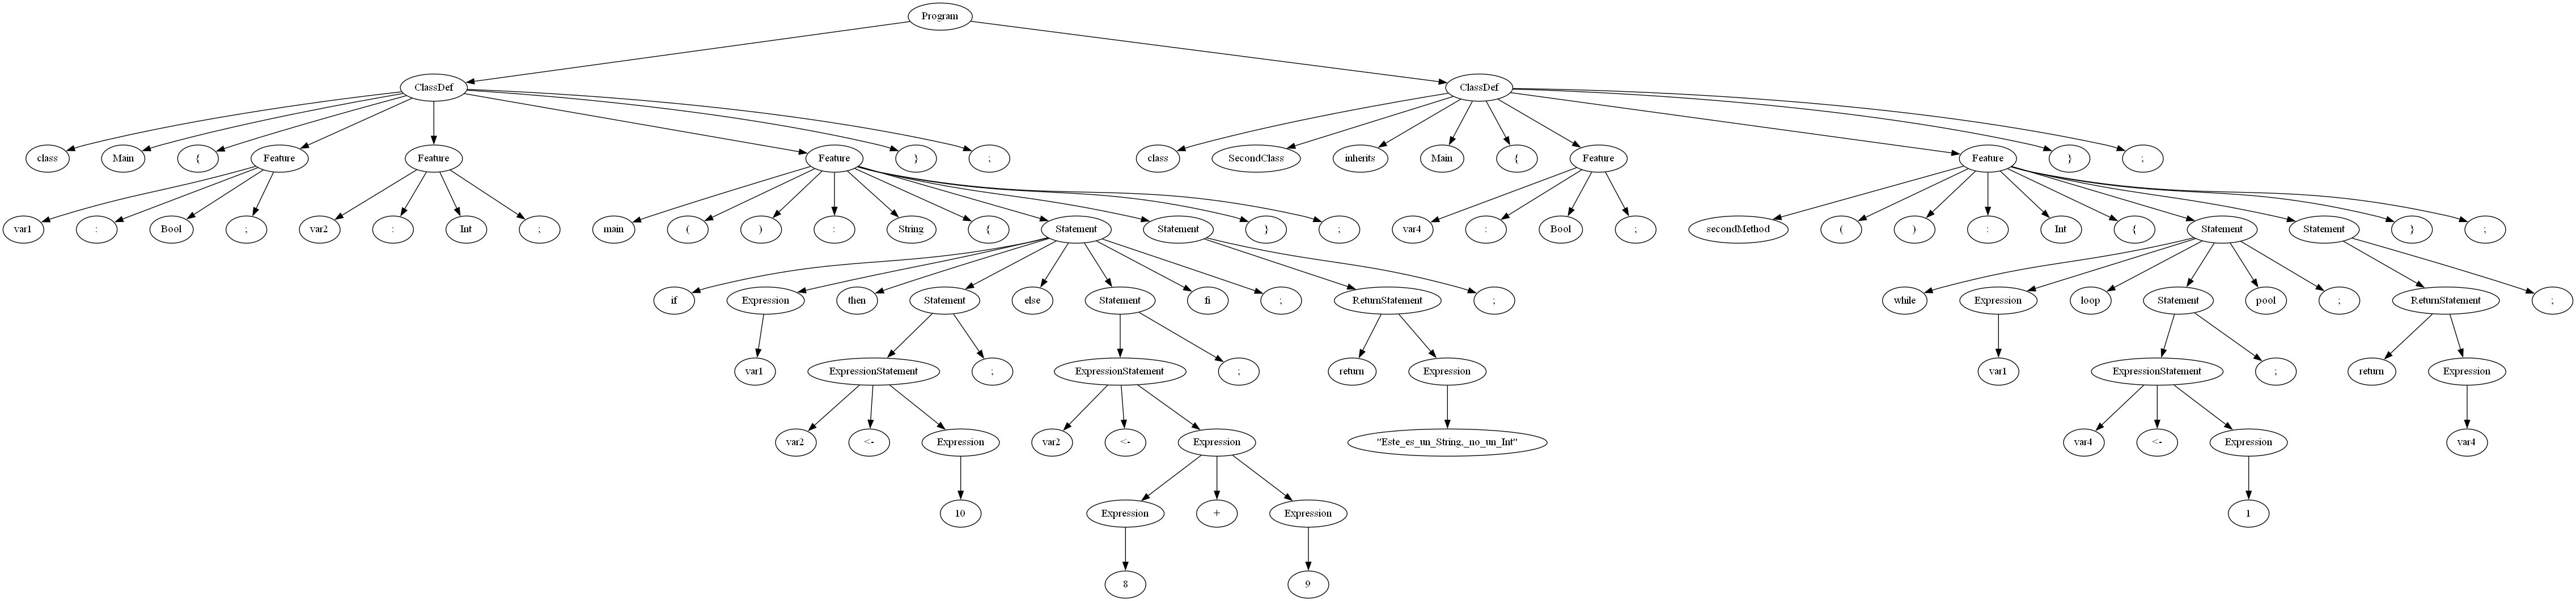 Program
ClassDef ClassDef
class Main { Feature Feature Feature } ; class SecondClass inherits Main { Feature Feature } ;
var1 : Bool ; var2 : Int ; main ( ) : String { Statement Statement } ; var4 : Bool ; secondMethod ( ) : Int { Statement Statement } ;
if Expression then Statement else Statement fi ; ReturnStatement ; while Expression loop Statement pool ; ReturnStatement ;
var1 ExpressionStatement ; ExpressionStatement ; return Expression var1 ExpressionStatement ; return Expression
var2 <- Expression var2 <- Expression "Este_es_un_String,_no_un_Int" var4 <- Expression var4
10 Expression + Expression 1
8 9